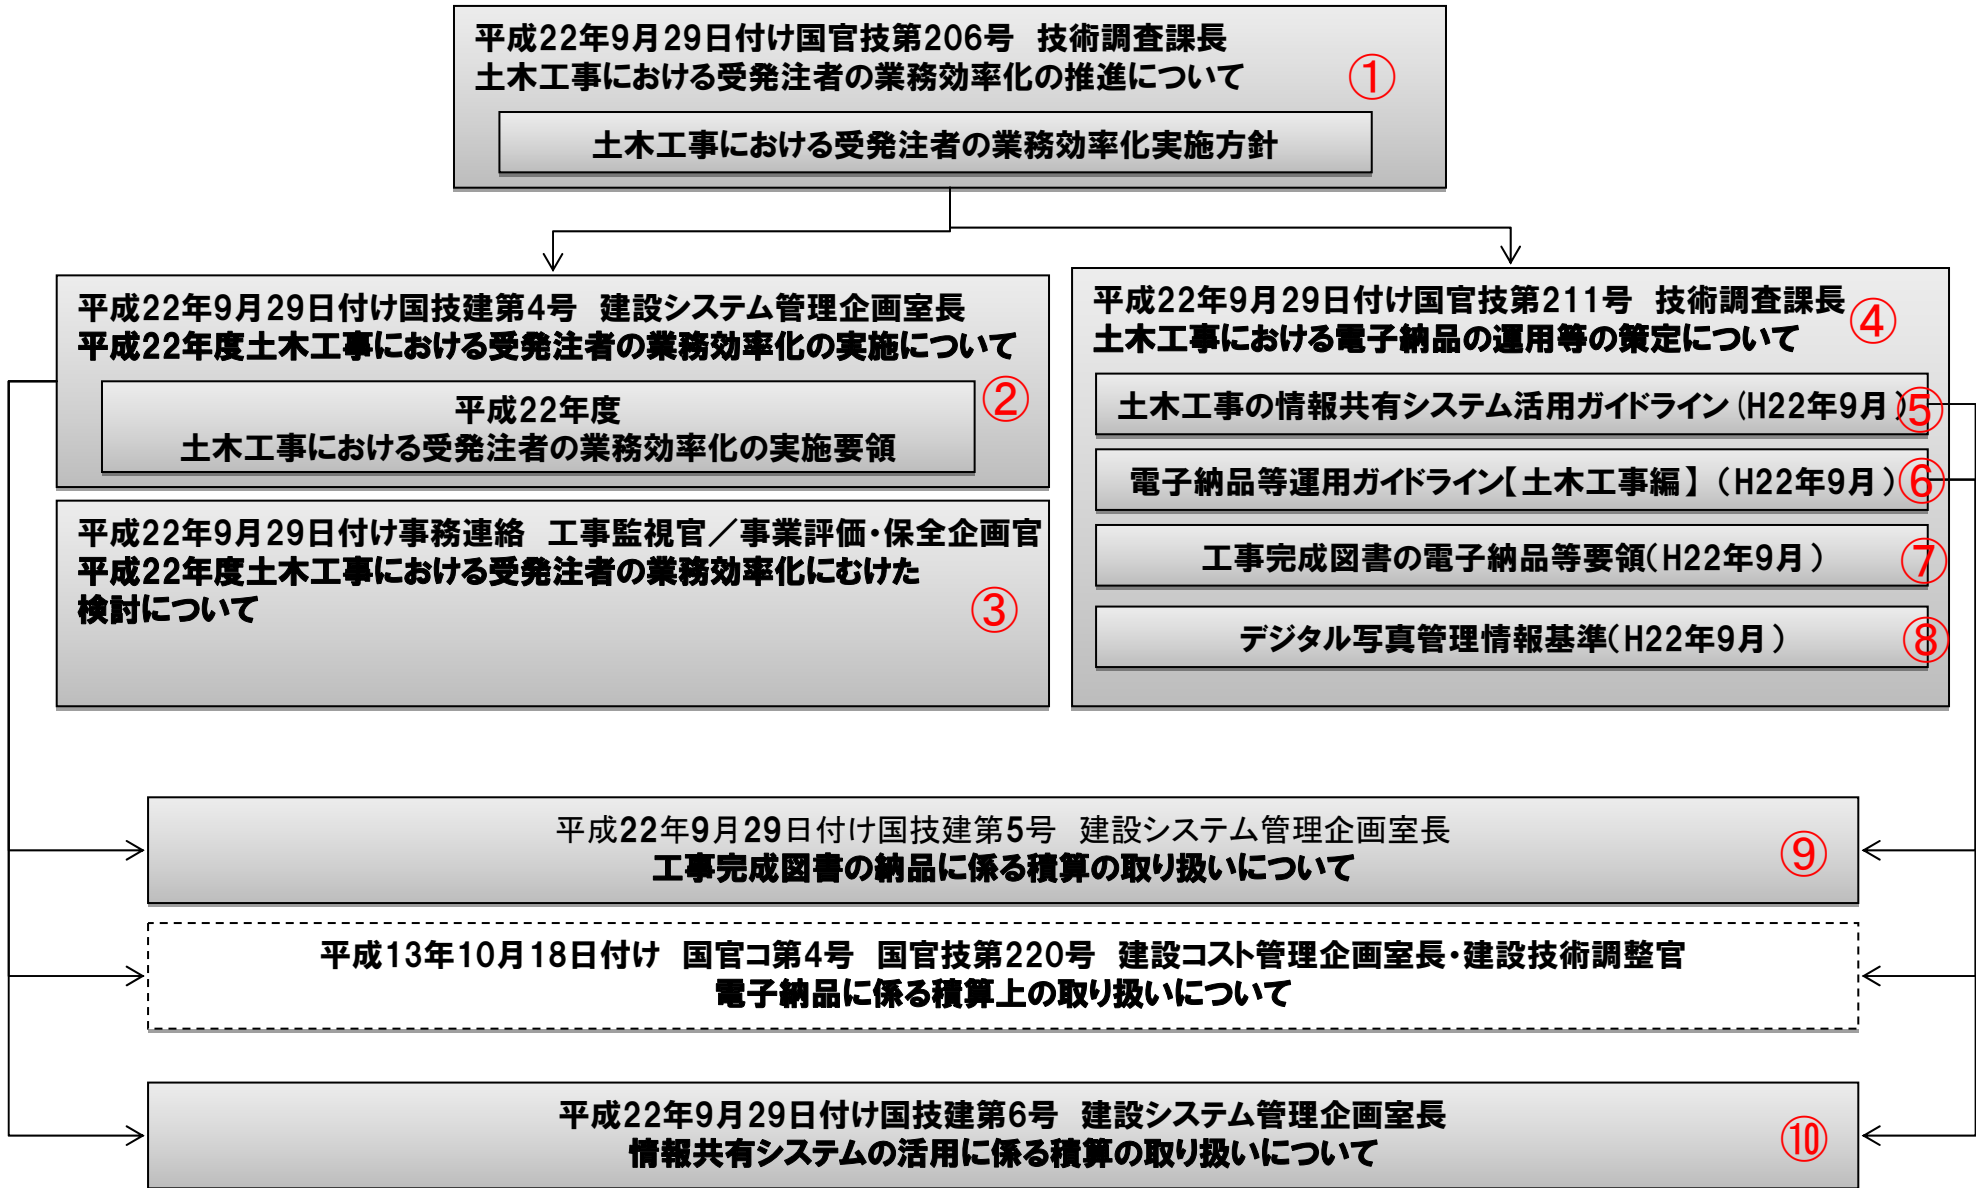 平成22年9月29日付け国官技第206号　技術調査課長
土木工事における受発注者の業務効率化の推進について
①
土木工事における受発注者の業務効率化実施方針
平成22年9月29日付け国技建第4号　建設システム管理企画室長
平成22年度土木工事における受発注者の業務効率化の実施について
②
平成22年度
土木工事における受発注者の業務効率化の実施要領
平成22年9月29日付け事務連絡　工事監視官／事業評価・保全企画官
平成22年度土木工事における受発注者の業務効率化にむけた
検討について
③
平成22年9月29日付け国官技第211号　技術調査課長
土木工事における電子納品の運用等の策定について
④
土木工事の情報共有システム活用ガイドライン（H22年9月）
⑤
電子納品等運用ガイドライン【土木工事編】（H22年9月）
⑥
工事完成図書の電子納品等要領（H22年9月）
⑦
デジタル写真管理情報基準（H22年9月）
⑧
平成22年9月29日付け国技建第5号　建設システム管理企画室長
工事完成図書の納品に係る積算の取り扱いについて
⑨
平成13年10月18日付け　国官コ第4号　国官技第220号　建設コスト管理企画室長・建設技術調整官
電子納品に係る積算上の取り扱いについて
平成22年9月29日付け国技建第6号　建設システム管理企画室長
情報共有システムの活用に係る積算の取り扱いについて
⑩